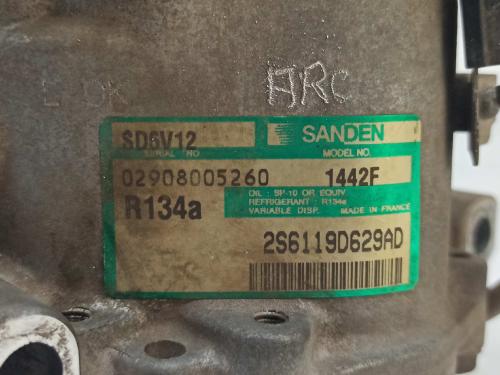 ARC
SD6V12 SANDEN
SERIAL NO MODEL NO.
02908005260 1442F
R134a
OIL : SP-10 OR EQUIV.
REFRIGERANT : R134a
VARIABLE DISP. MADE IN FRANCE
2S6119D629AD